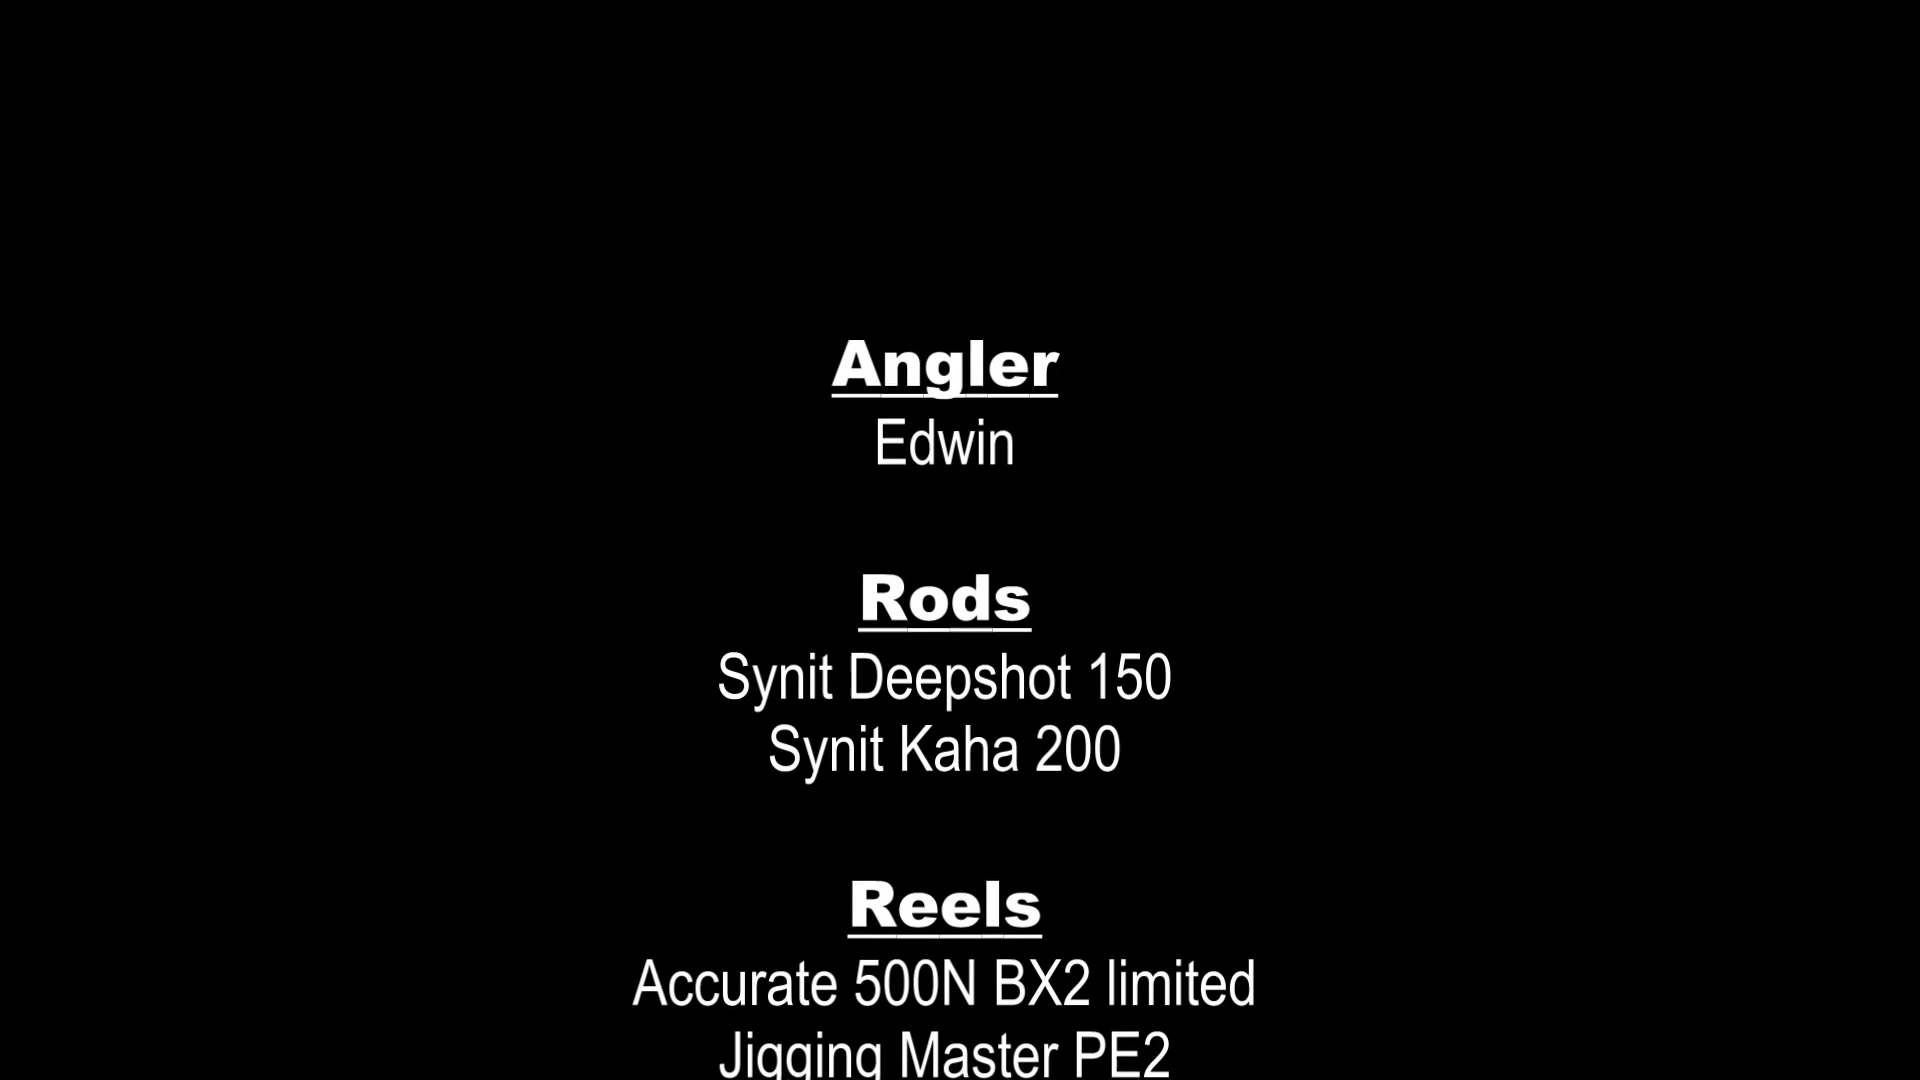 Angler
Edwin
Rods
Synit Deepshot 150
Synit Kaha 200
Reels
Accurate 500N BX2 limited
Jigging Master PE2